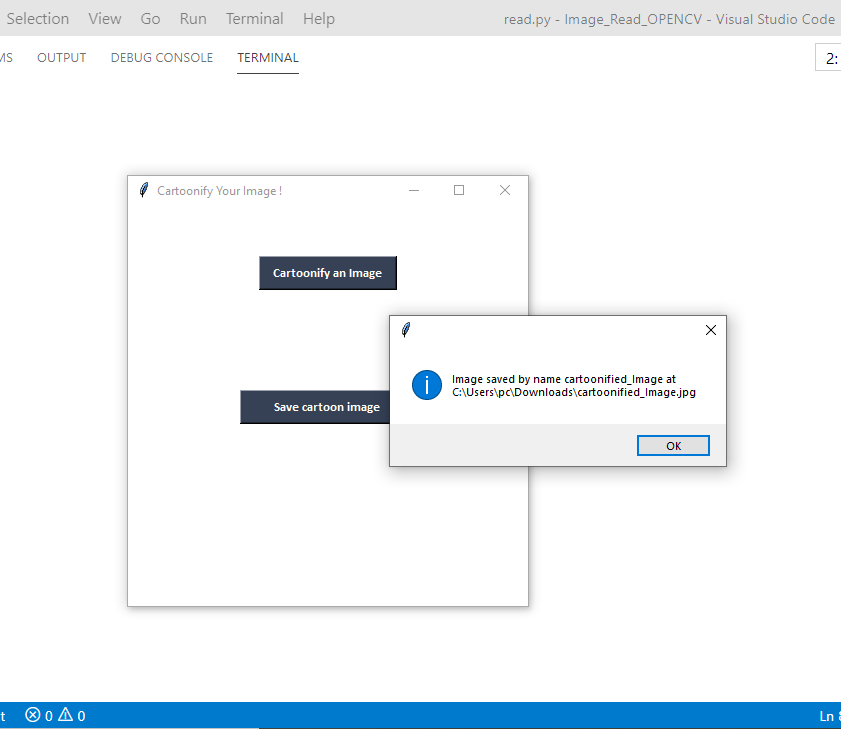 Selection View Go Run Terminal Help read.py - Image_Read_OPENCV - Visual Studio Code
MS OUTPUT DEBUG CONSOLE TERMINAL 2:
Cartoonify Your Image !
Cartoonify an Image
Image saved by name cartoonified_Image at
C:\Users\pc\Downloads\cartoonified_Image.jpg
Save cartoon image
OK
t 0 0 Ln